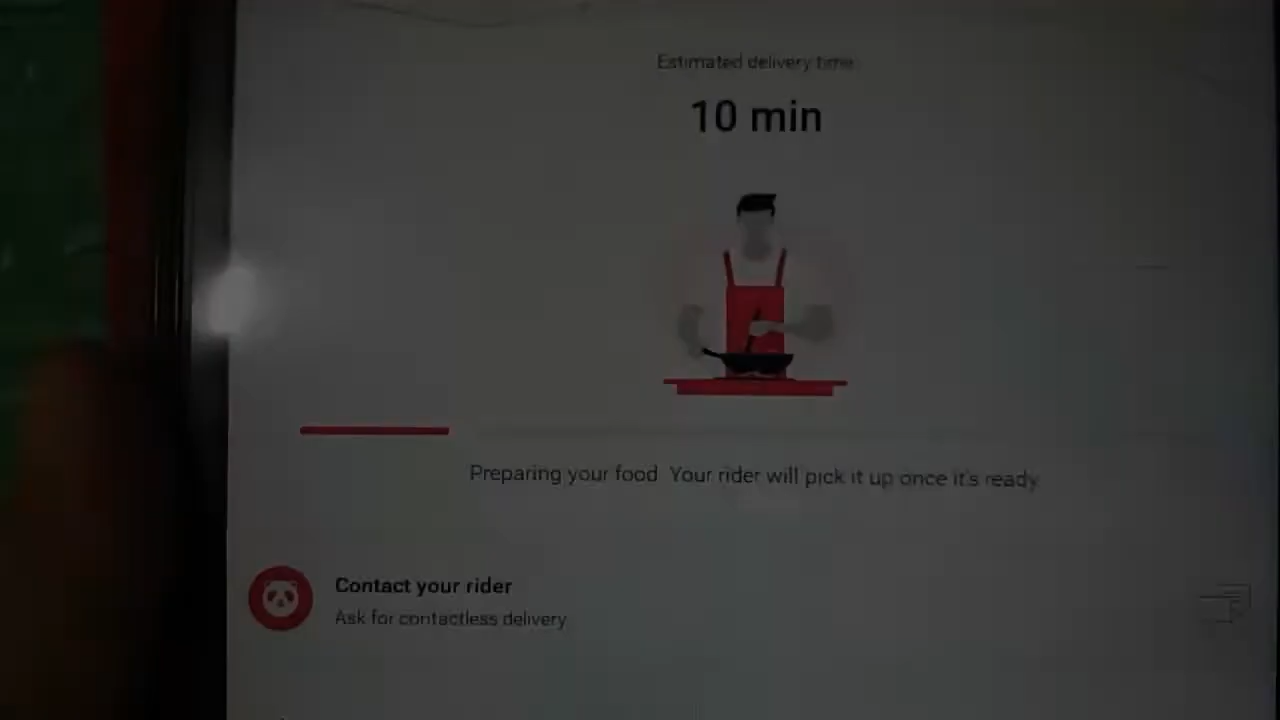 Estimated delivery time
10 min
Preparing your food. Your rider will pick it up once it's ready
Contact your rider
Ask for contactless delivery